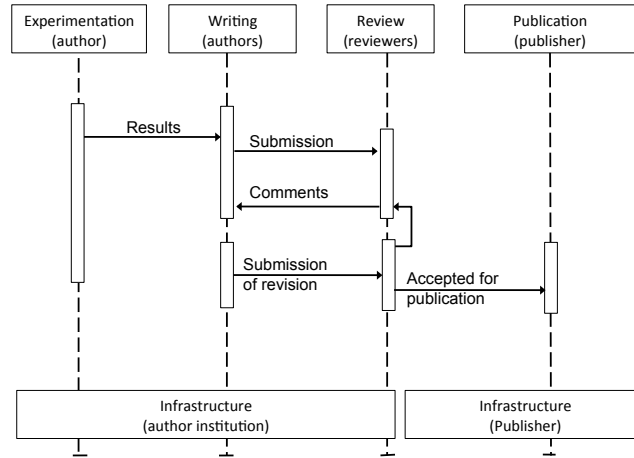 Experimentation
(author)
Writing
(authors)
Review
(reviewers)
Publication
(publisher)
Results
Submission
Comments
Submission
of revision
Accepted for
publication
Infrastructure
(author institution)
Infrastructure
(Publisher)